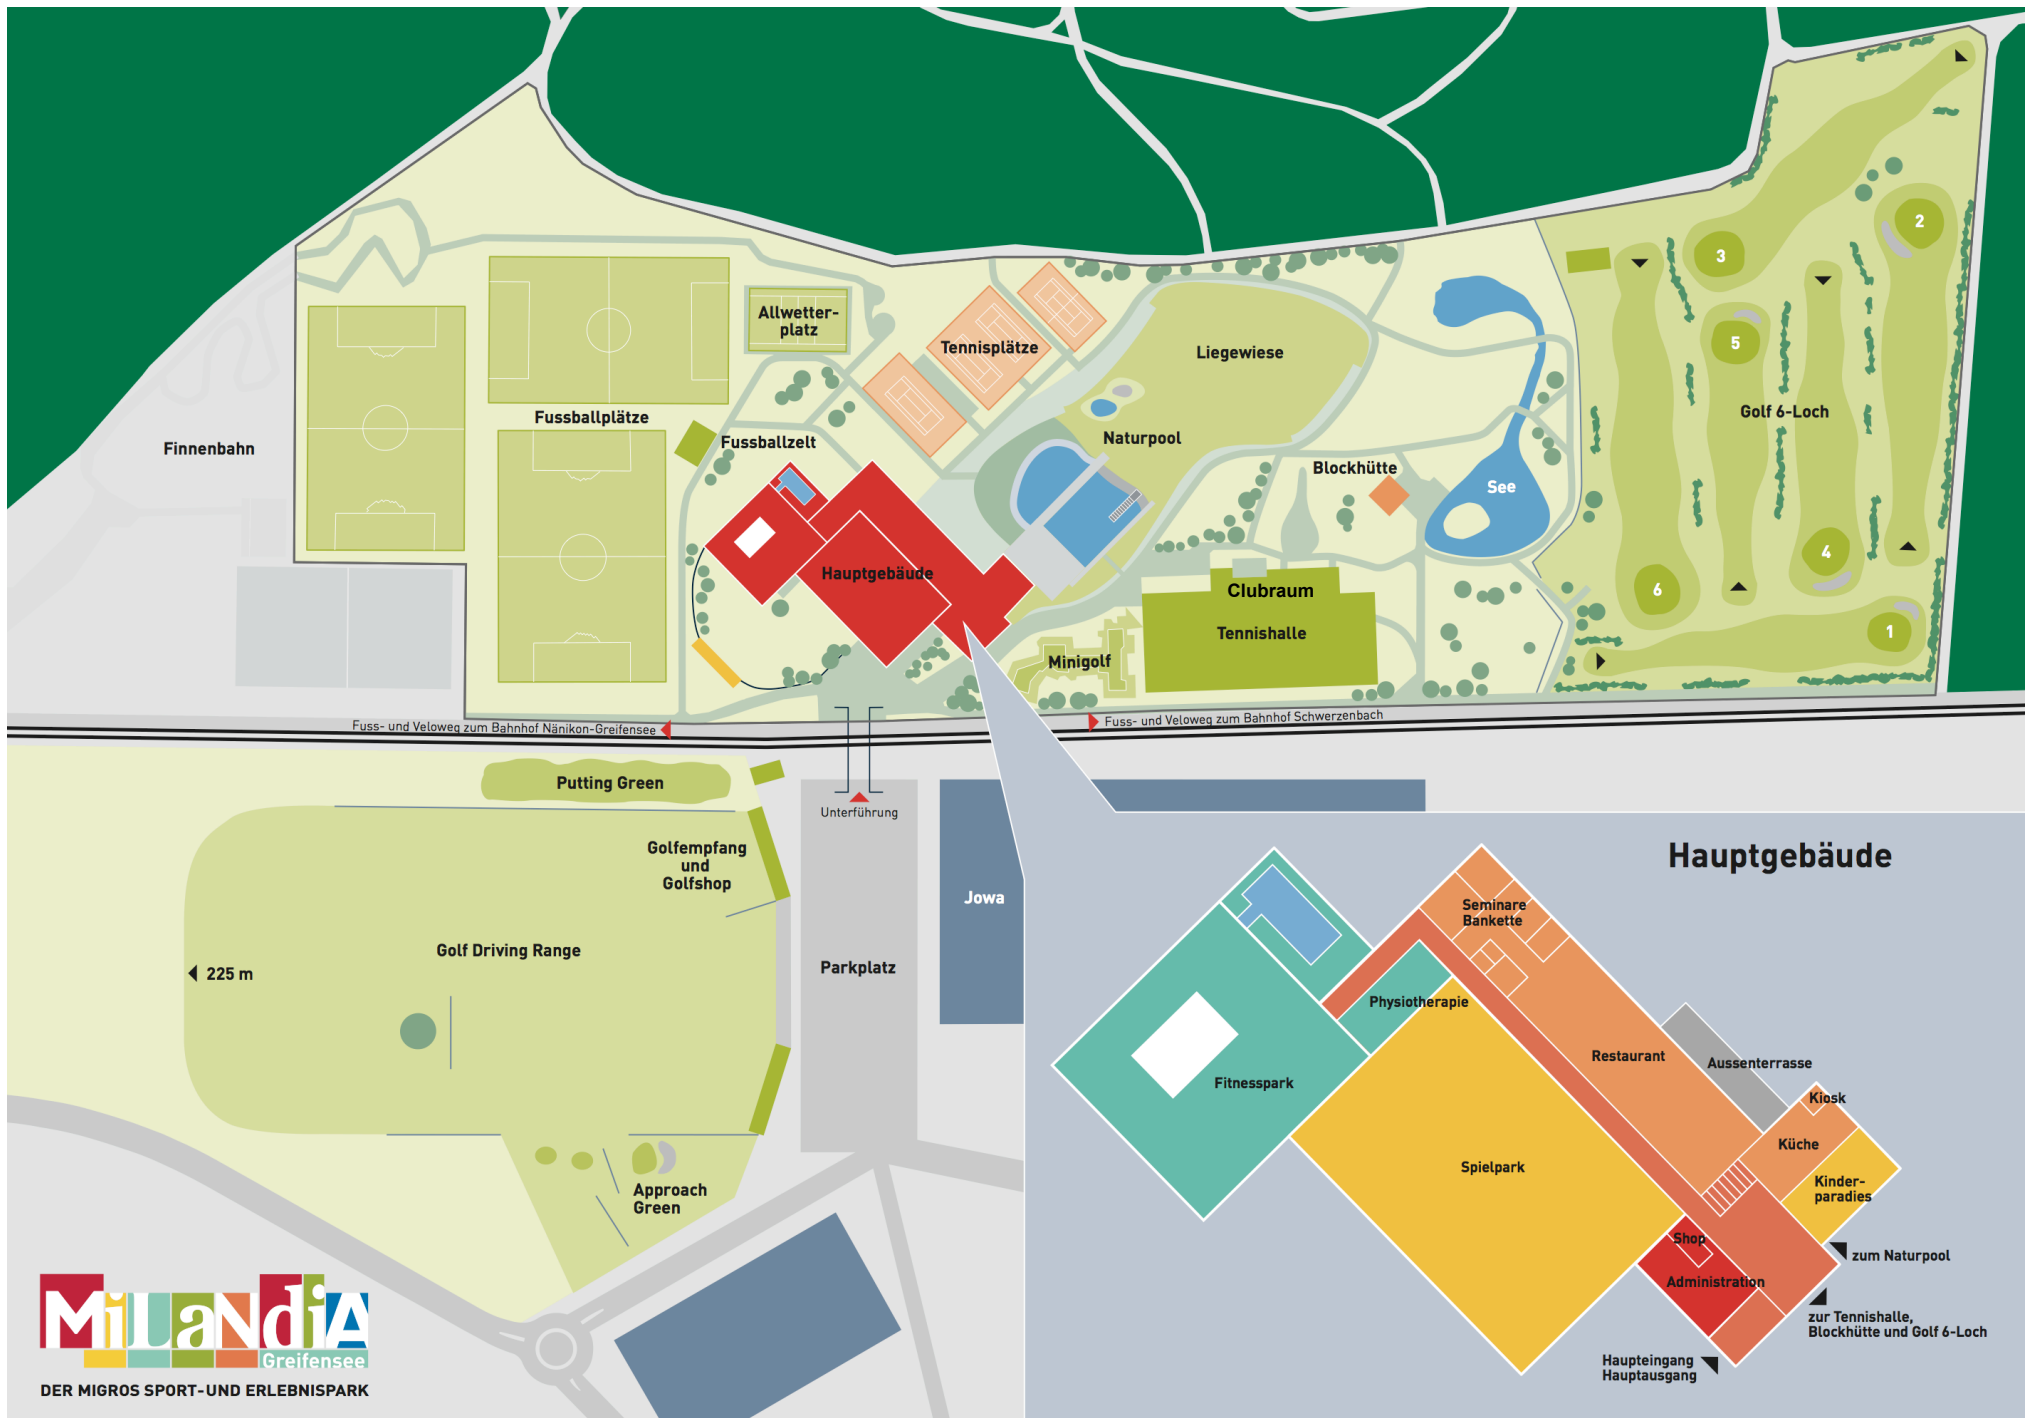 2
3
Allwetter-
platz
5
Tennisplätze
Liegewiese
Golf 6-Loch
Fussballplätze
Finnenbahn
Fussballzelt
Naturpool
Blockhütte
See
4
Hauptgebäude
Clubraum
6
Tennishalle
1
Minigolf
Fuss- und Veloweg zum Bahnhof Nänikon-Greifensee
Fuss- und Veloweg zum Bahnhof Schwerzenbach
Putting Green
Unterführung
Golfempfang
und
Golfshop
Jowa
Golf Driving Range
225 m
Parkplatz
Approach
Green
Hauptgebäude
Seminare
Bankette
Physiotherapie
Restaurant
Aussenterrasse
Fitnesspark
Kiosk
Küche
Spielpark
Kinder-
paradies
Shop
zum Naturpool
Administration
zur Tennishalle,
Blockhütte und Golf 6-Loch
Haupteingang
Hauptausgang
MiLaNdiA
Greifensee
DER MIGROS SPORT-UND ERLEBNISPARK